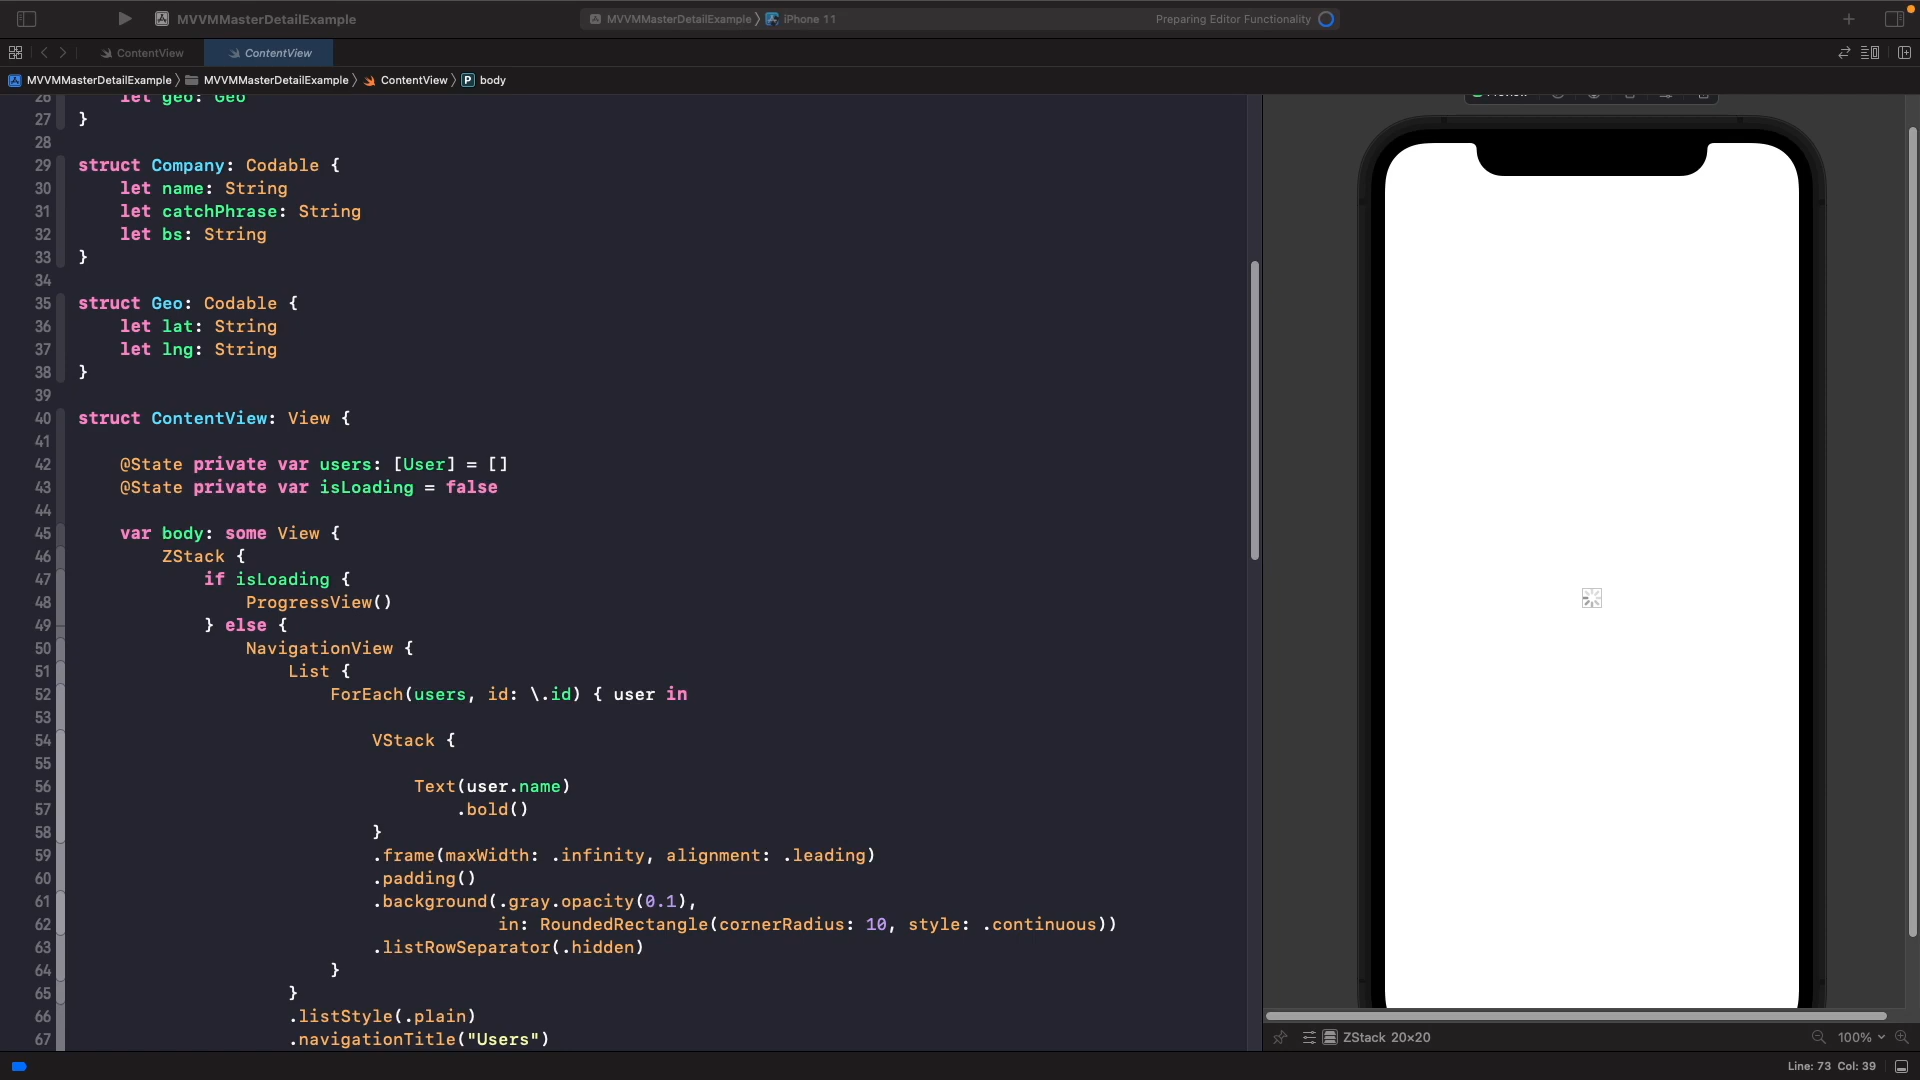 MVVMMasterDetailExample
MVVMMasterDetailExample 〉 iPhone 11
Preparing Editor Functionality
ContentView
ContentView
MVVMMasterDetailExample 〉 MVVMMasterDetailExample 〉 ContentView 〉 P body
26 let geo: Geo
27 }
28
29 struct Company: Codable {
30 let name: String
31 let catchPhrase: String
32 let bs: String
33 }
34
35 struct Geo: Codable {
36 let lat: String
37 let lng: String
38 }
39
40 struct ContentView: View {
41
42 @State private var users: [User] = []
43 @State private var isLoading = false
44
45 var body: some View {
46 ZStack {
47 if isLoading {
48 ProgressView()
49 } else {
50 NavigationView {
51 List {
52 ForEach(users, id: \.id) { user in
53
54 VStack {
55
56 Text(user.name)
57 .bold()
58 }
59 .frame(maxWidth: .infinity, alignment: .leading)
60 .padding()
61 .background(.gray.opacity(0.1),
62 in: RoundedRectangle(cornerRadius: 10, style: .continuous))
63 .listRowSeparator(.hidden)
64 }
65 }
66 .listStyle(.plain)
67 .navigationTitle("Users")
Preview
ZStack 20×20
100%
Line: 73 Col: 39